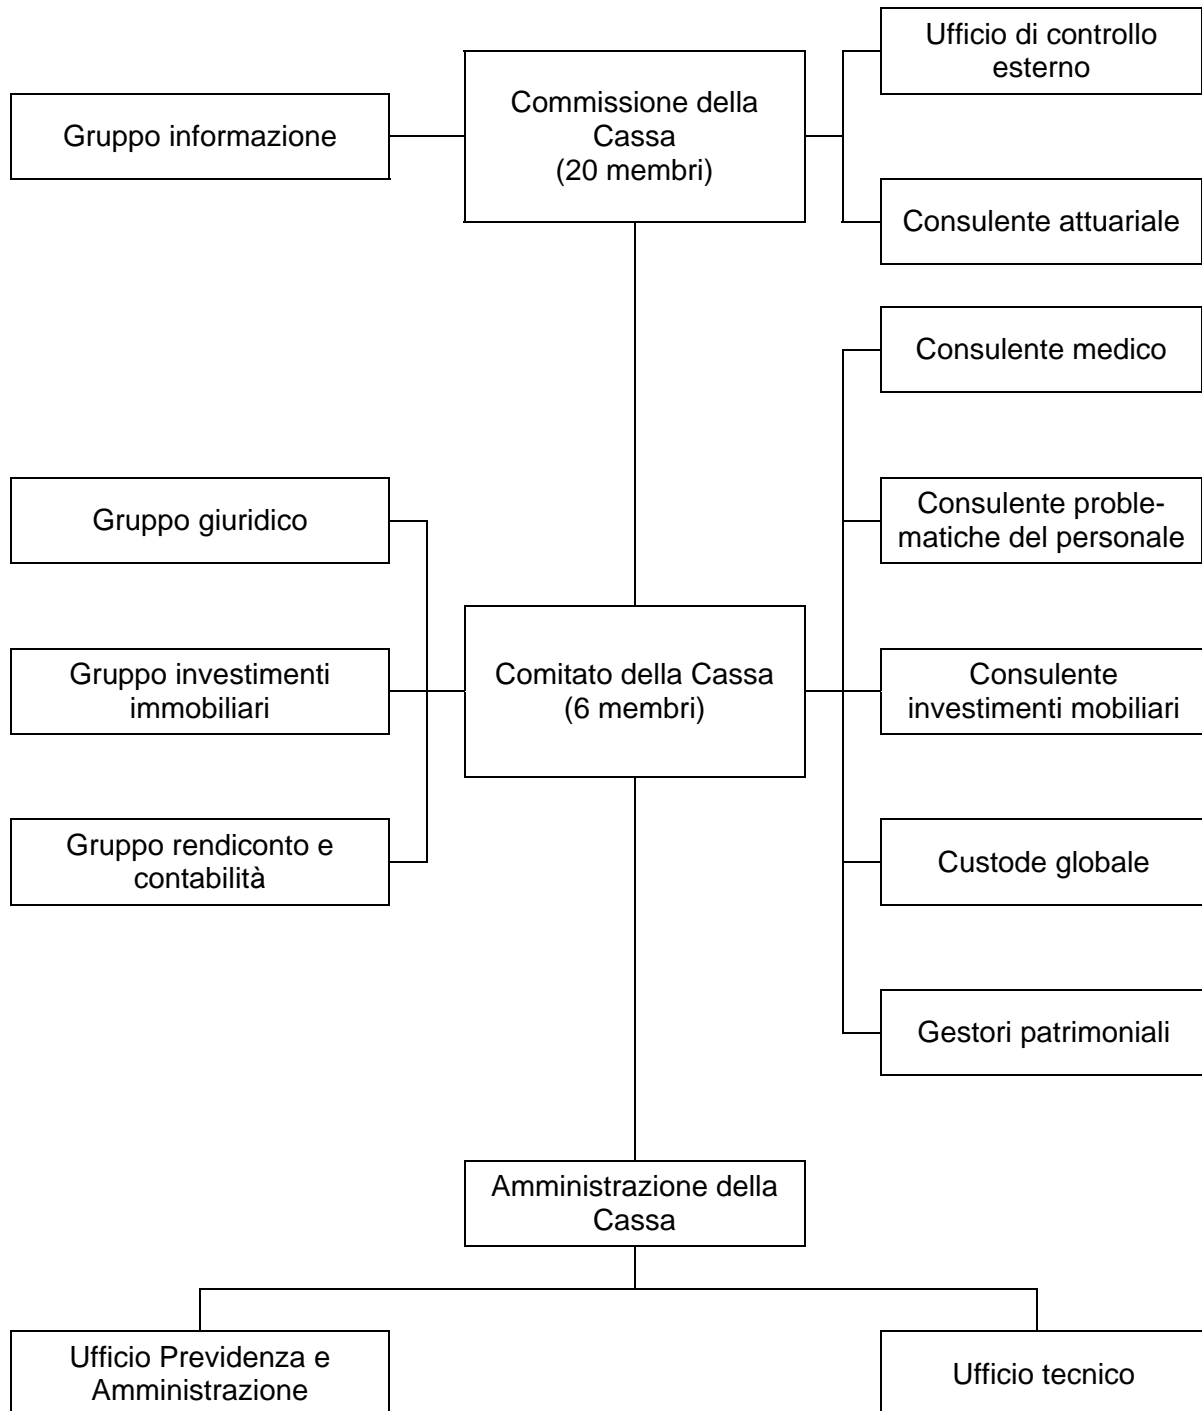 Ufficio di controllo
esterno
Commissione della
Cassa
(20 membri)
Gruppo informazione
Consulente attuariale
Consulente medico
Gruppo giuridico
Consulente proble-
matiche del personale
Gruppo investimenti
immobiliari
Comitato della Cassa
(6 membri)
Consulente
investimenti mobiliari
Gruppo rendiconto e
contabilità
Custode globale
Gestori patrimoniali
Amministrazione della
Cassa
Ufficio Previdenza e
Amministrazione
Ufficio tecnico